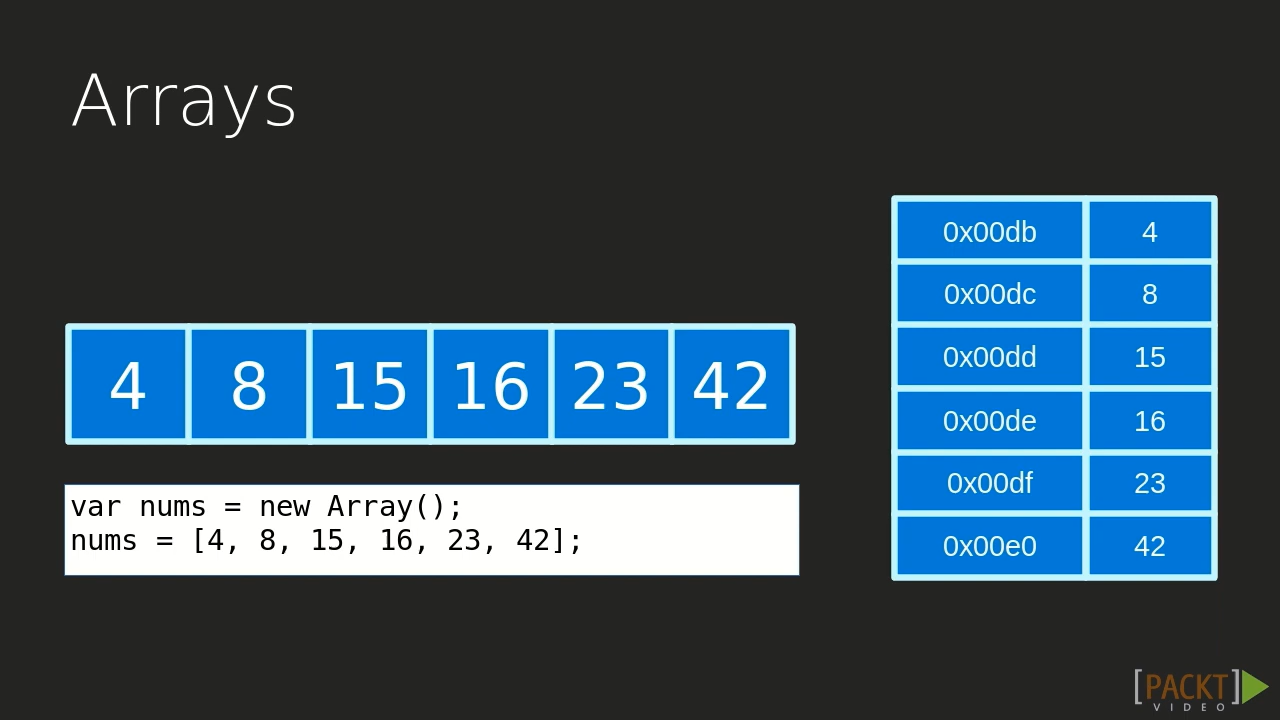 Arrays
4 8 15 16 23 42
var nums = new Array();
nums = [4, 8, 15, 16, 23, 42];
0x00db 4
0x00dc 8
0x00dd 15
0x00de 16
0x00df 23
0x00e0 42
[PACKT]
VIDEO